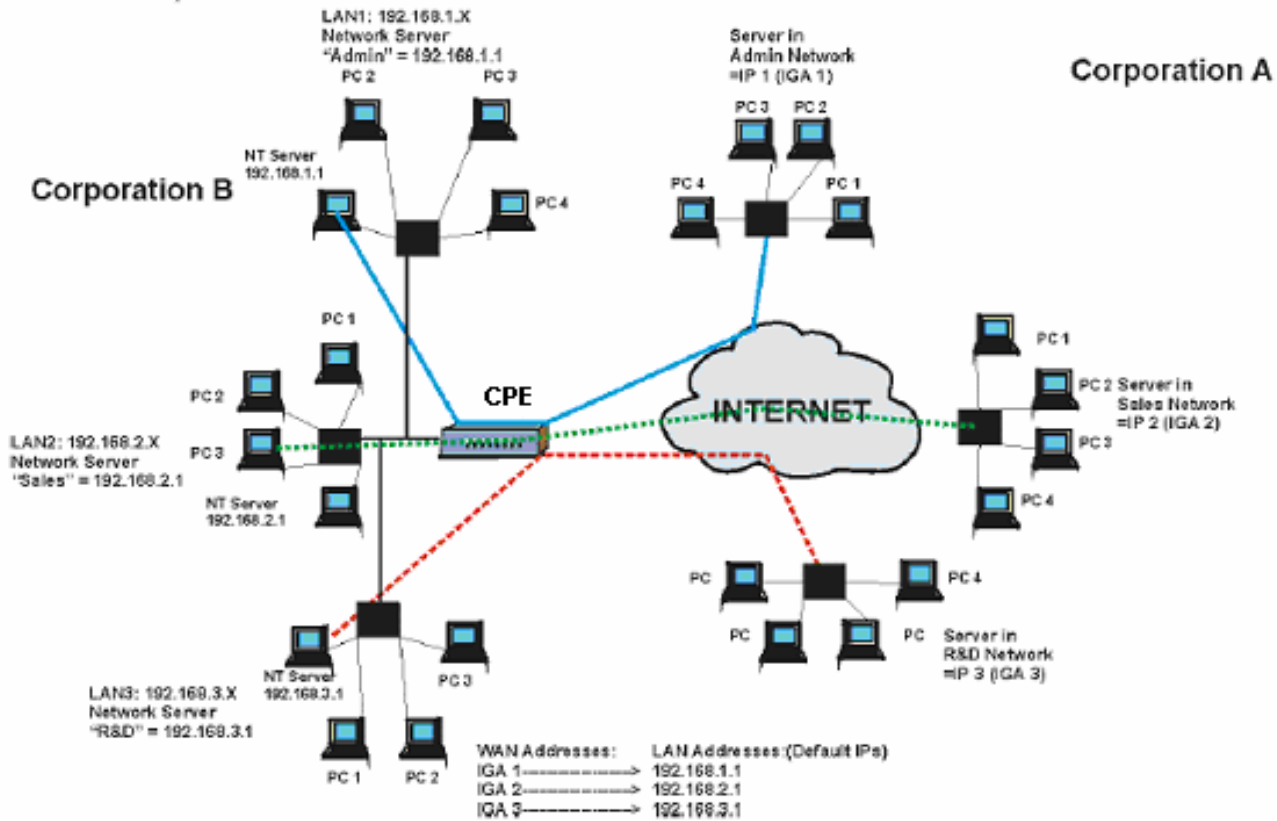 LAN1: 192.168.1.X
Network Server
"Admin" = 192.168.1.1
PC 2
PC 3
NT Server
192.168.1.1
PC 4
Corporation B
Server in
Admin Network
=IP 1 (IGA 1)
Corporation A
PC 3
PC 2
PC 4
PC 1
PC 1
PC 2
PC 3
LAN2: 192.168.2.X
Network Server
"Sales" = 192.168.2.1
NT Server
192.168.2.1
CPE
INTERNET
PC 1
PC 2
Server in
Sales Network
=IP 2 (IGA 2)
PC 3
PC 4
PC
PC 4
PC
PC
Server in
R&D Network
=IP 3 (IGA 3)
NT Server
192.168.3.1
PC 3
LAN3: 192.168.3.X
Network Server
"R&D" = 192.168.3.1
PC 1
PC 2
WAN Addresses: LAN Addresses:(Default IPs)
IGA 1-----------------> 192.168.1.1
IGA 2-----------------> 192.168.2.1
IGA 3-----------------> 192.168.3.1